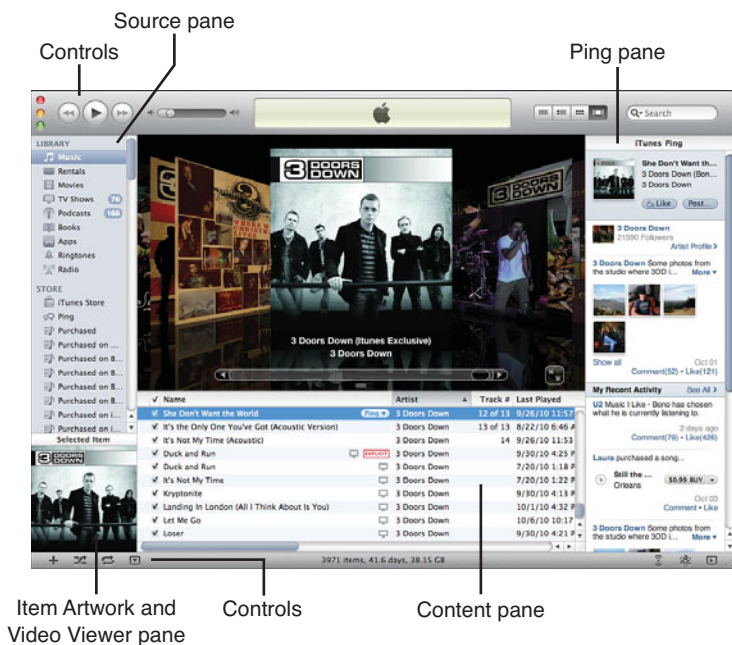 Source pane
Controls
Ping pane
Search
LIBRARY
Music
Rentals
Movies
TV Shows 78
Podcasts 166
Books
Apps
Ringtones
Radio
STORE
iTunes Store
Ping
Purchased
Purchased on ...
Purchased on B...
Purchased on B...
Purchased on B...
Purchased on B...
Purchased on i...
Purchased on i...
Selected Item
3 DOORS DOWN
3 DOORS DOWN
3 DOORS DOWN
3 Doors Down (Itunes Exclusive)
3 Doors Down
Name Artist Track # Last Played
She Don't Want the World Ping 3 Doors Down 12 of 13 9/26/10 11:57
It's the Only One You've Got (Acoustic Version) 3 Doors Down 13 of 13 8/22/10 6:46 A
It's Not My Time (Acoustic) 3 Doors Down 14 9/26/10 11:53
Duck and Run EXPLICIT 3 Doors Down 9/30/10 4:25 P
Duck and Run 3 Doors Down 7/20/10 1:18 P
It's Not My Time 3 Doors Down 7/20/10 1:22 P
Kryptonite 3 Doors Down 9/30/10 4:13 P
Landing In London (All I Think About Is You) 3 Doors Down 10/1/10 4:32 P
Let Me Go 3 Doors Down 10/6/10 10:17
Loser 3 Doors Down 9/30/10 4:21 P
3971 items, 41.6 days, 38.15 GB
iTunes Ping
She Don't Want th...
3 Doors Down (Bon...
3 Doors Down
Like Post...
3 Doors Down
21590 Followers
Artist Profile
3 Doors Down Some photos from
the studio where 3DD i... More
Show all Oct 01
Comment(52) • Like(121)
My Recent Activity See All
U2 Music I Like - Bono has chosen
what he is currently listening to.
2 days ago
Comment(79) • Like(426)
Laura purchased a song...
Still the ...
Orleans
$0.99 BUY
Oct 03
Comment • Like
3 Doors Down Some photos from
the studio where 3DD i... More
Item Artwork and
Video Viewer pane
Controls
Content pane